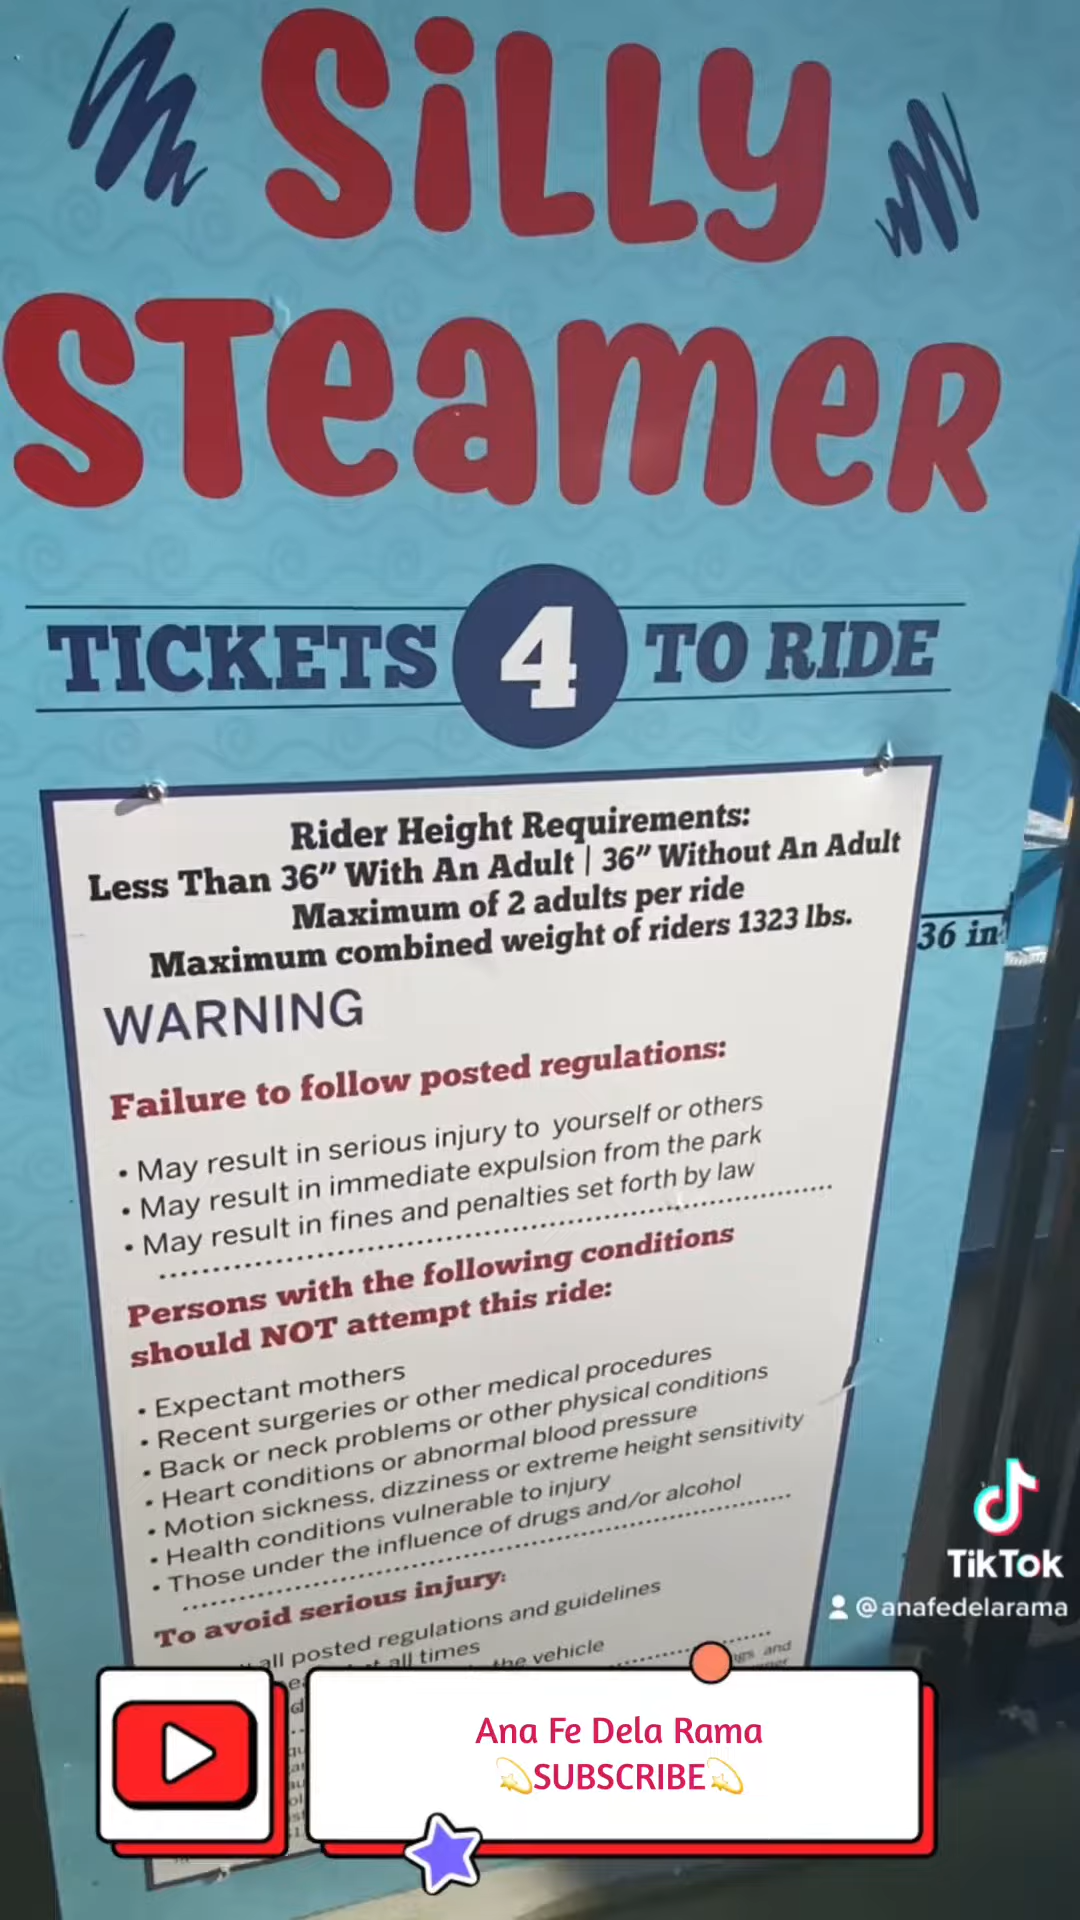 SiLLy
STeameR
TICKETS 4 TO RIDE
Rider Height Requirements:
Less Than 36” With An Adult | 36” Without An Adult
Maximum of 2 adults per ride
Maximum combined weight of riders 1323 lbs.
36 in
WARNING
Failure to follow posted regulations:
• May result in serious injury to yourself or others
• May result in immediate expulsion from the park
• May result in fines and penalties set forth by law
Persons with the following conditions
should NOT attempt this ride:
• Expectant mothers
• Recent surgeries or other medical procedures
• Back or neck problems or other physical conditions
• Heart conditions or abnormal blood pressure
• Motion sickness, dizziness or extreme height sensitivity
• Health conditions vulnerable to injury
• Those under the influence of drugs and/or alcohol
To avoid serious injury:
all posted regulations and guidelines
all times
the vehicle
and
TikTok
@anafedelarama
Ana Fe Dela Rama
💫SUBSCRIBE💫